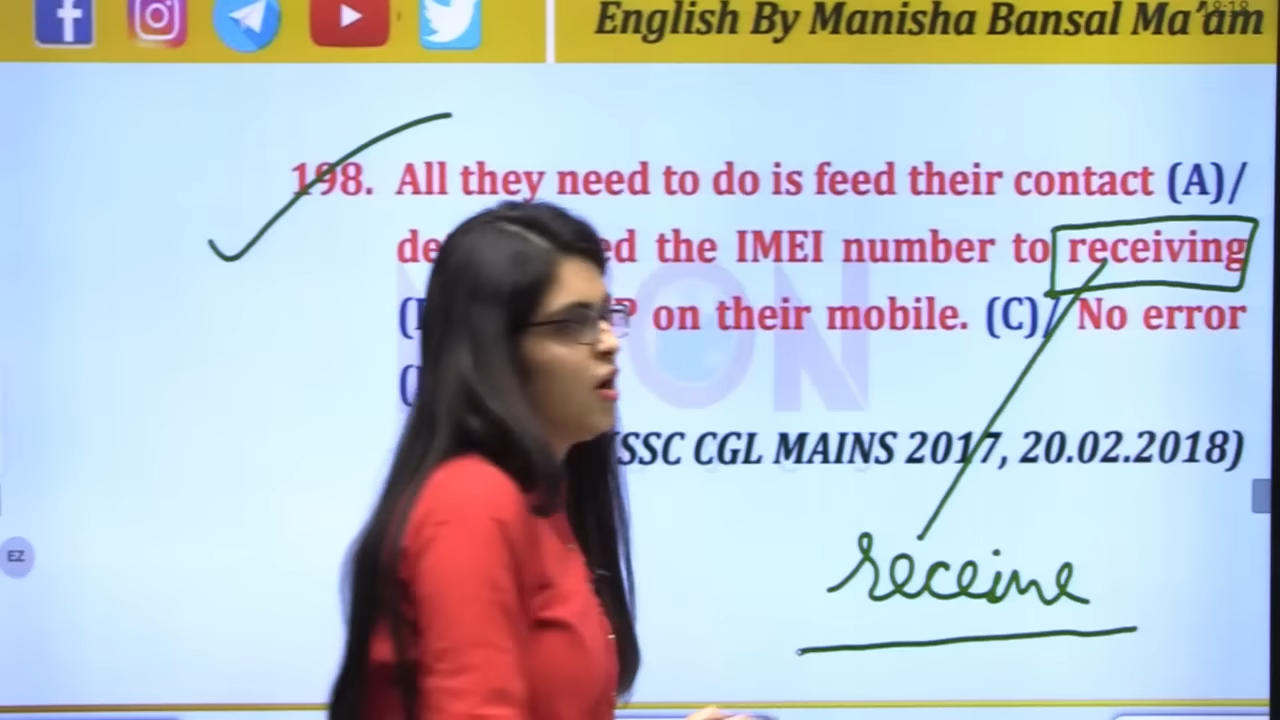 English By Manisha Bansal Ma'am
198. All they need to do is feed their contact (A)/
the IMEI number to receiving
on their mobile. (C)/ No error
SSC CGL MAINS 2017, 20.02.2018)
receive
EZ